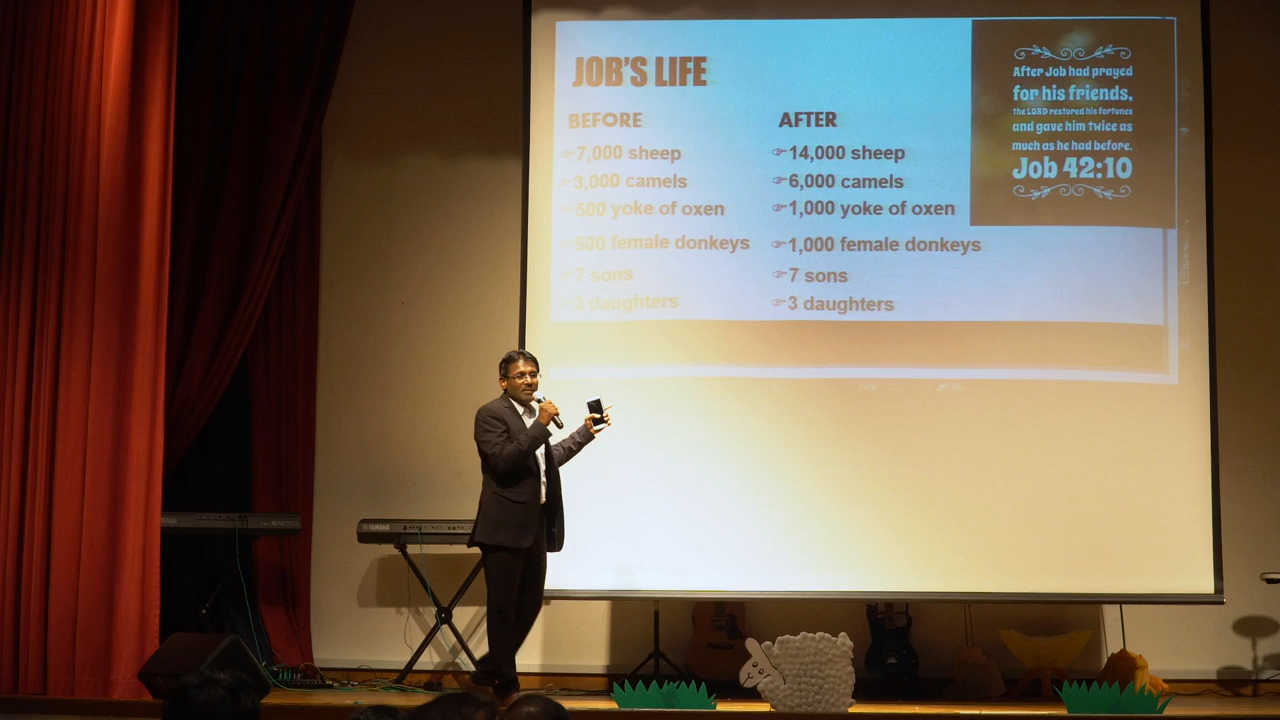 JOB'S LIFE
BEFORE
7,000 sheep
3,000 camels
500 yoke of oxen
500 female donkeys
7 sons
3 daughters
AFTER
14,000 sheep
6,000 camels
1,000 yoke of oxen
1,000 female donkeys
7 sons
3 daughters
After Job had prayed
for his friends,
the LORD restored his fortunes
and gave him twice as
much as he had before.
Job 42:10
YAMAHA
YAMAHA